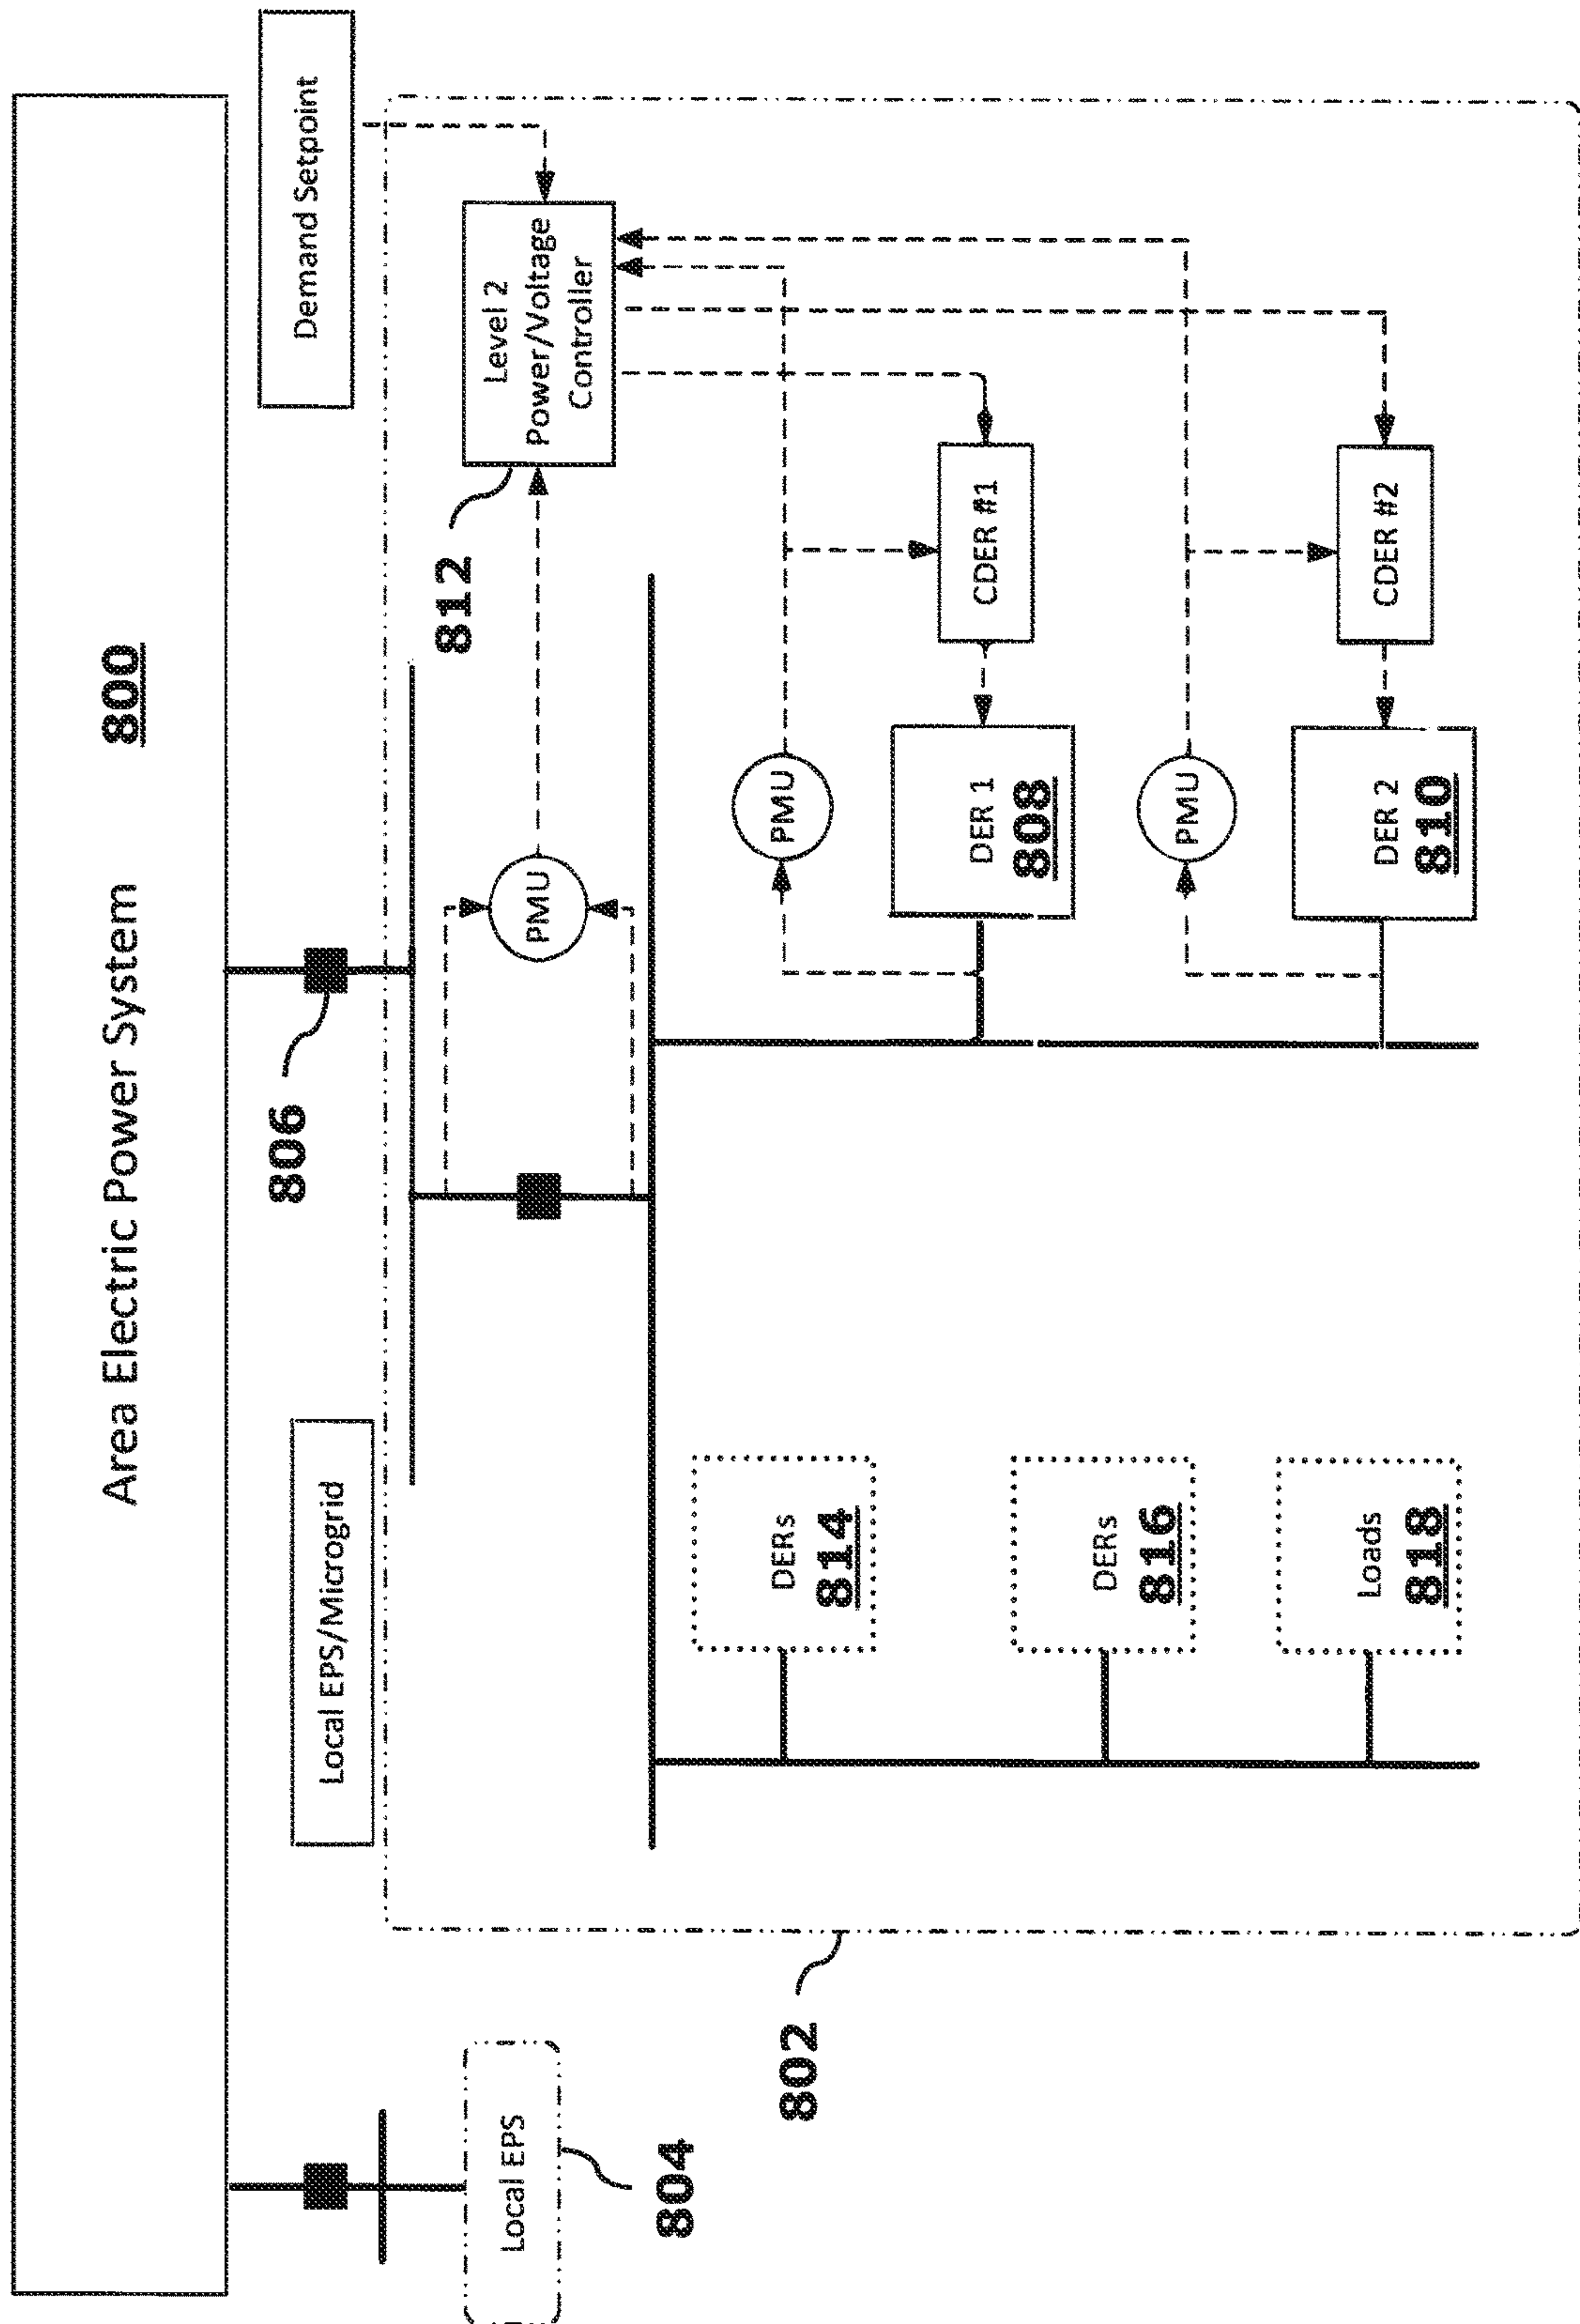 Area Electric Power System 800
Demand Setpoint
806
Local EPS/Microgrid
Level 2
Power/Voltage
Controller
812
PMU
Local EPS
804
802
DERs
814
PMU
CDER #1
DER 1
808
DERs
816
PMU
CDER #2
DER 2
810
Loads
818